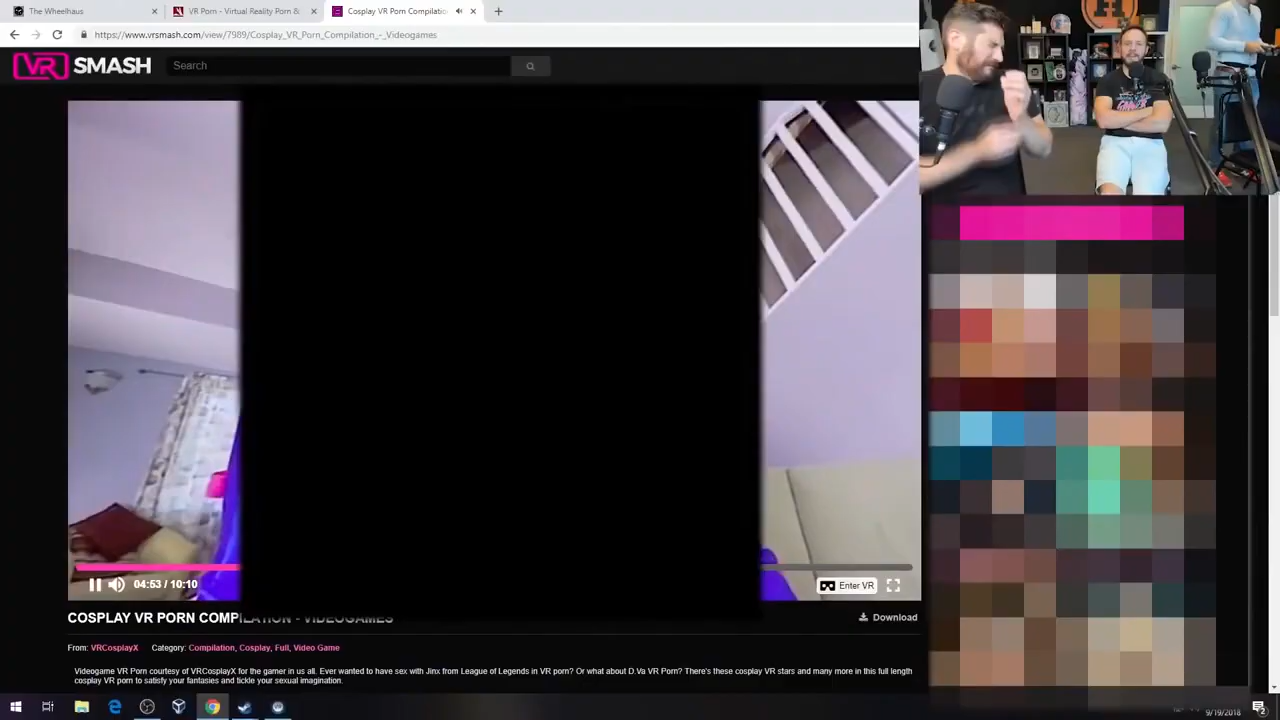 The Wheelhaus
VR Porn - Virtual Reality Porn &
Cosplay VR Porn Compilation
https://www.vrsmash.com/view/7989/Cosplay_VR_Porn_Compilation_-_Videogames
VR SMASH
Search
04:53 / 10:10
Enter VR
COSPLAY VR PORN COMPILATION - VIDEOGAMES
Download
From: VRCosplayX Category: Compilation, Cosplay, Full, Video Game
Videogame VR Porn courtesy of VRCosplayX for the gamer in us all. Ever wanted to have sex with Jinx from League of Legends in VR porn? Or what about D.Va VR Porn? There's these cosplay VR stars and many more in this full length
cosplay VR porn to satisfy your fantasies and tickle your sexual imagination.
9/19/2018
2